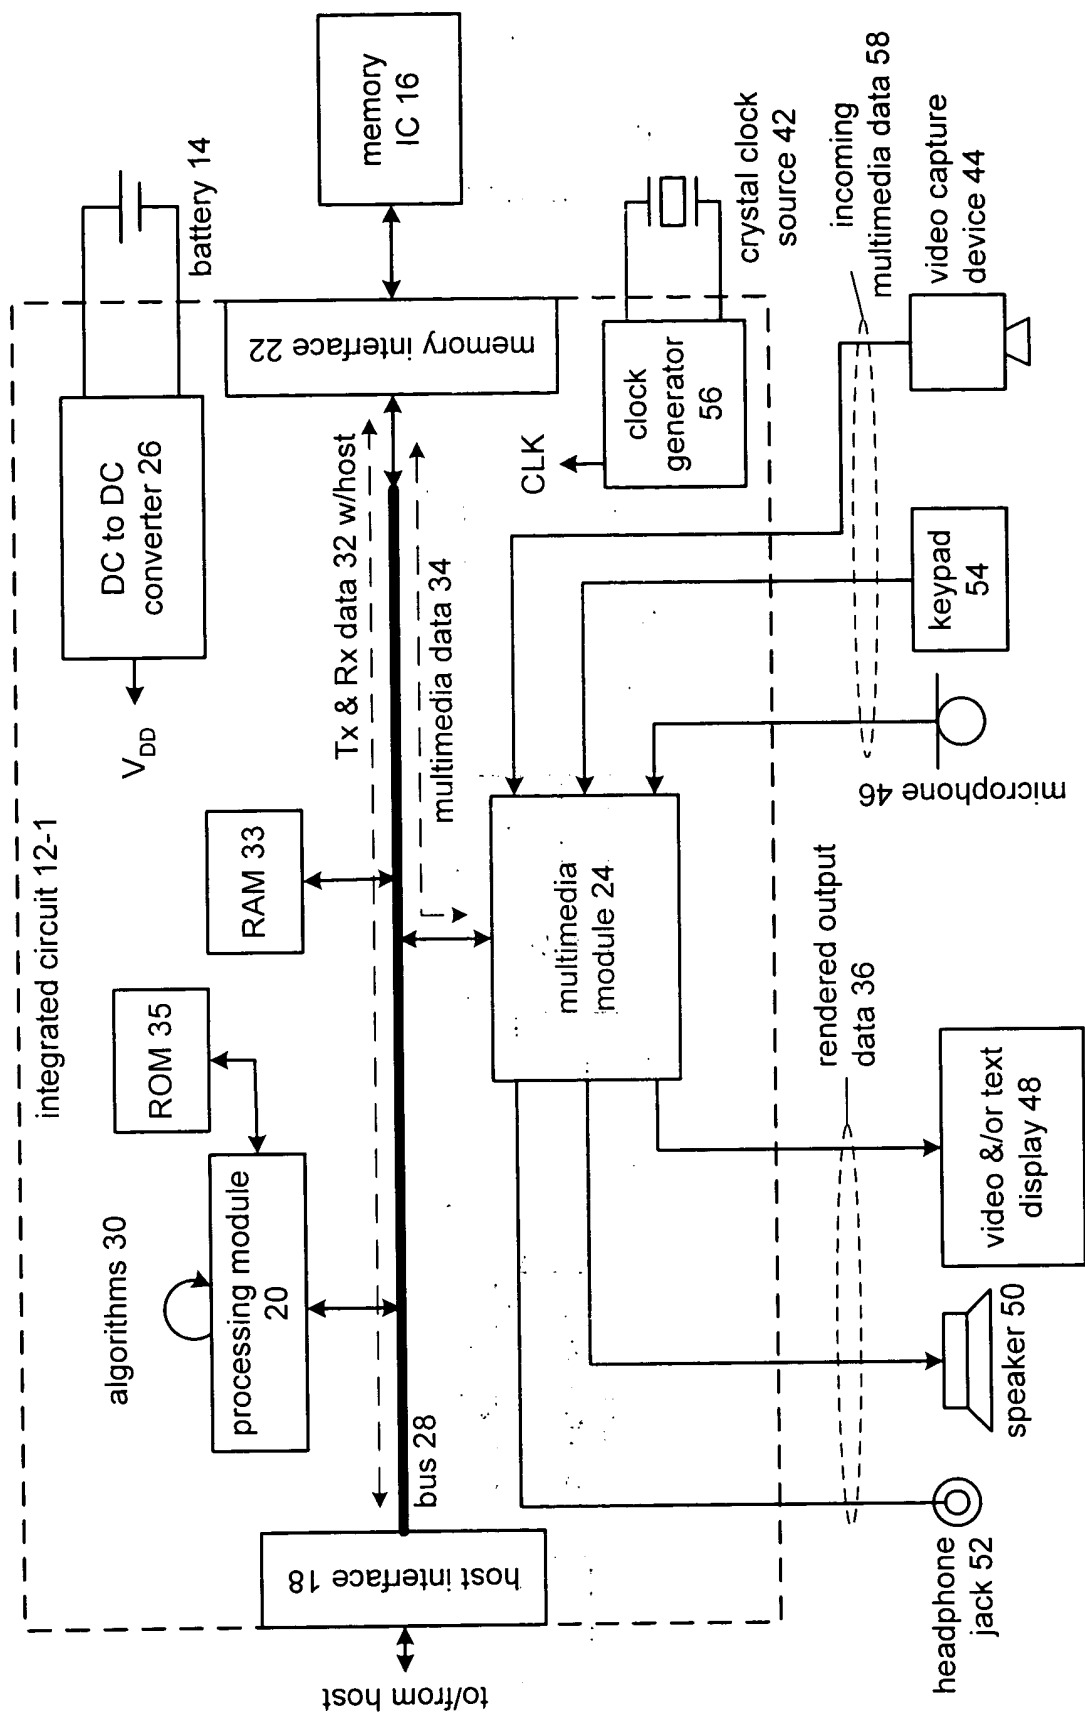 integrated circuit 12-1
DC to DC
converter 26
battery 14
V_DD
memory
IC 16
memory interface 22
algorithms 30
processing module
20
ROM 35
RAM 33
Tx & Rx data 32 w/host
multimedia data 34
bus 28
host interface 18
to/from host
CLK
clock
generator
56
crystal clock
source 42
multimedia
module 24
incoming
multimedia data 58
rendered output
data 36
headphone
jack 52
speaker 50
video &/or text
display 48
microphone 46
keypad
54
video capture
device 44